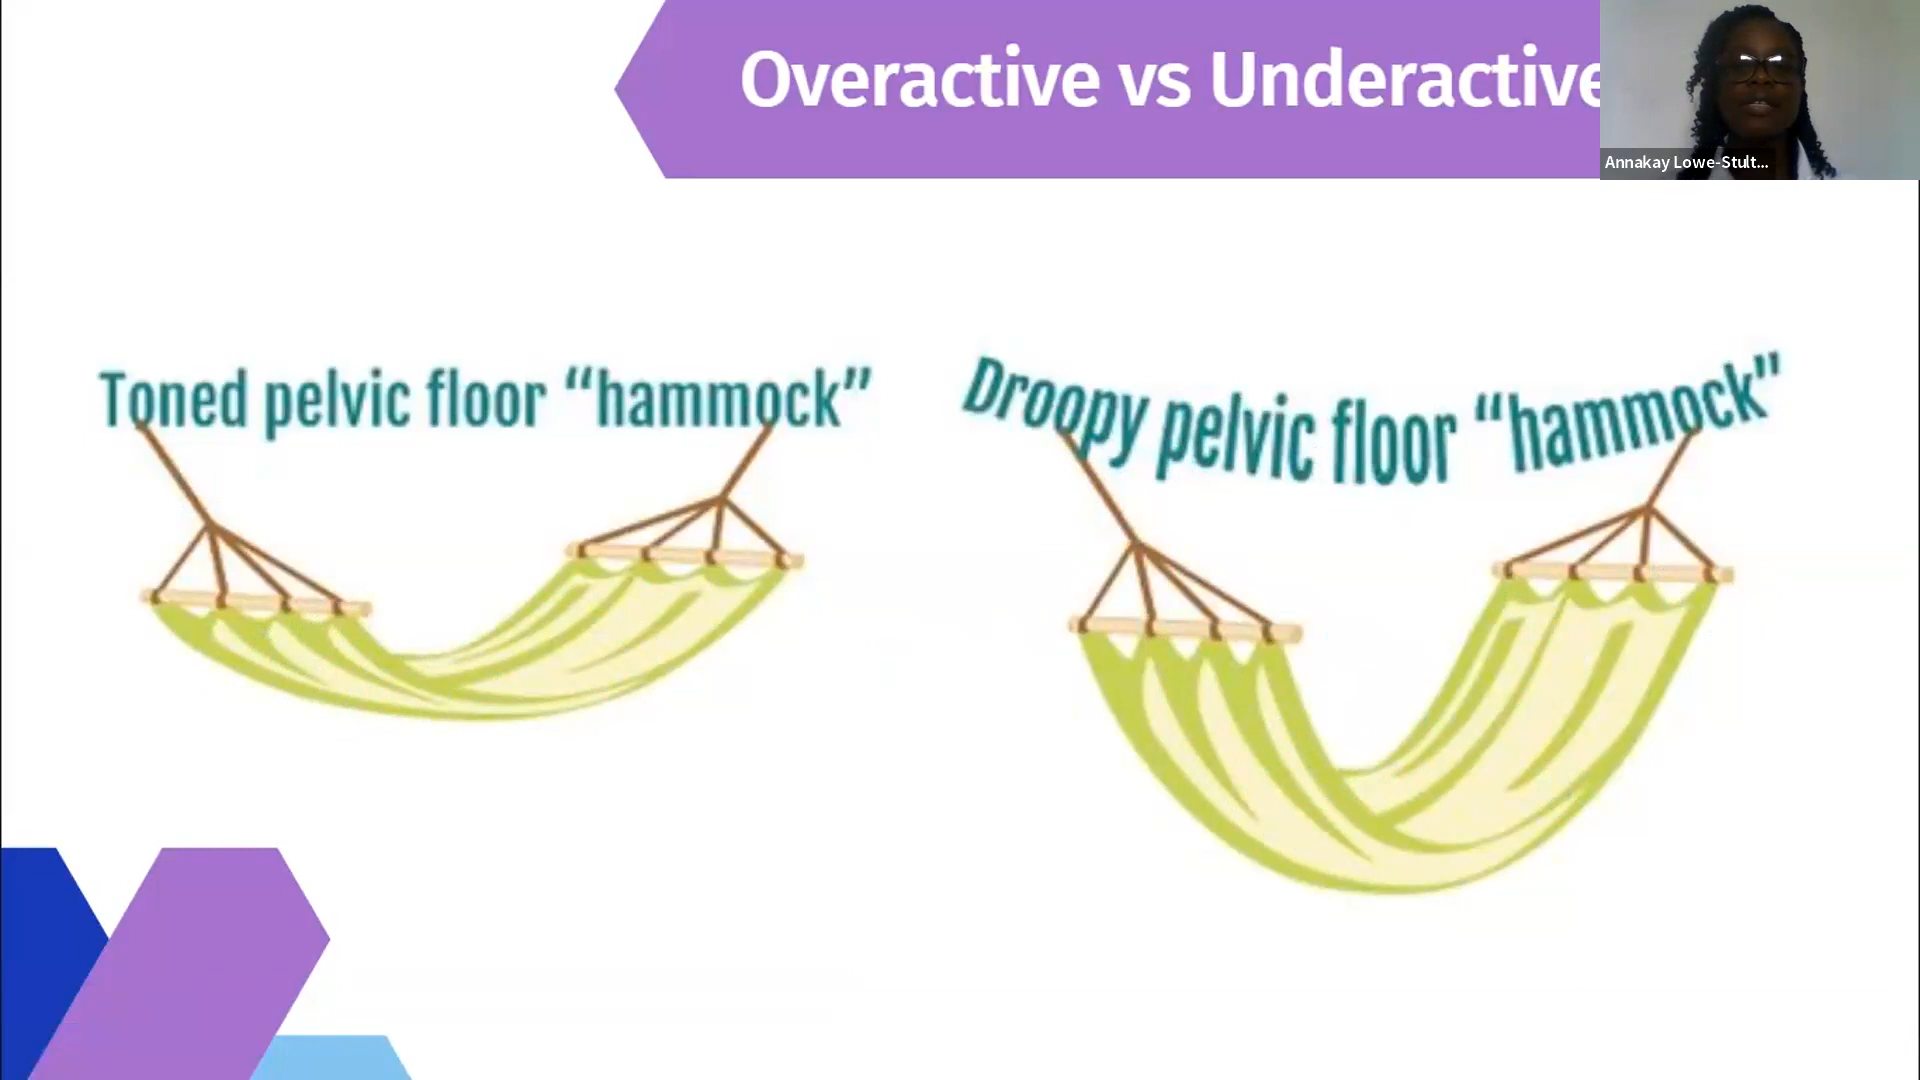 Overactive vs Underactive
Annakay Lowe-Stult...
Toned pelvic floor “hammock”
Droopy pelvic floor “hammock”